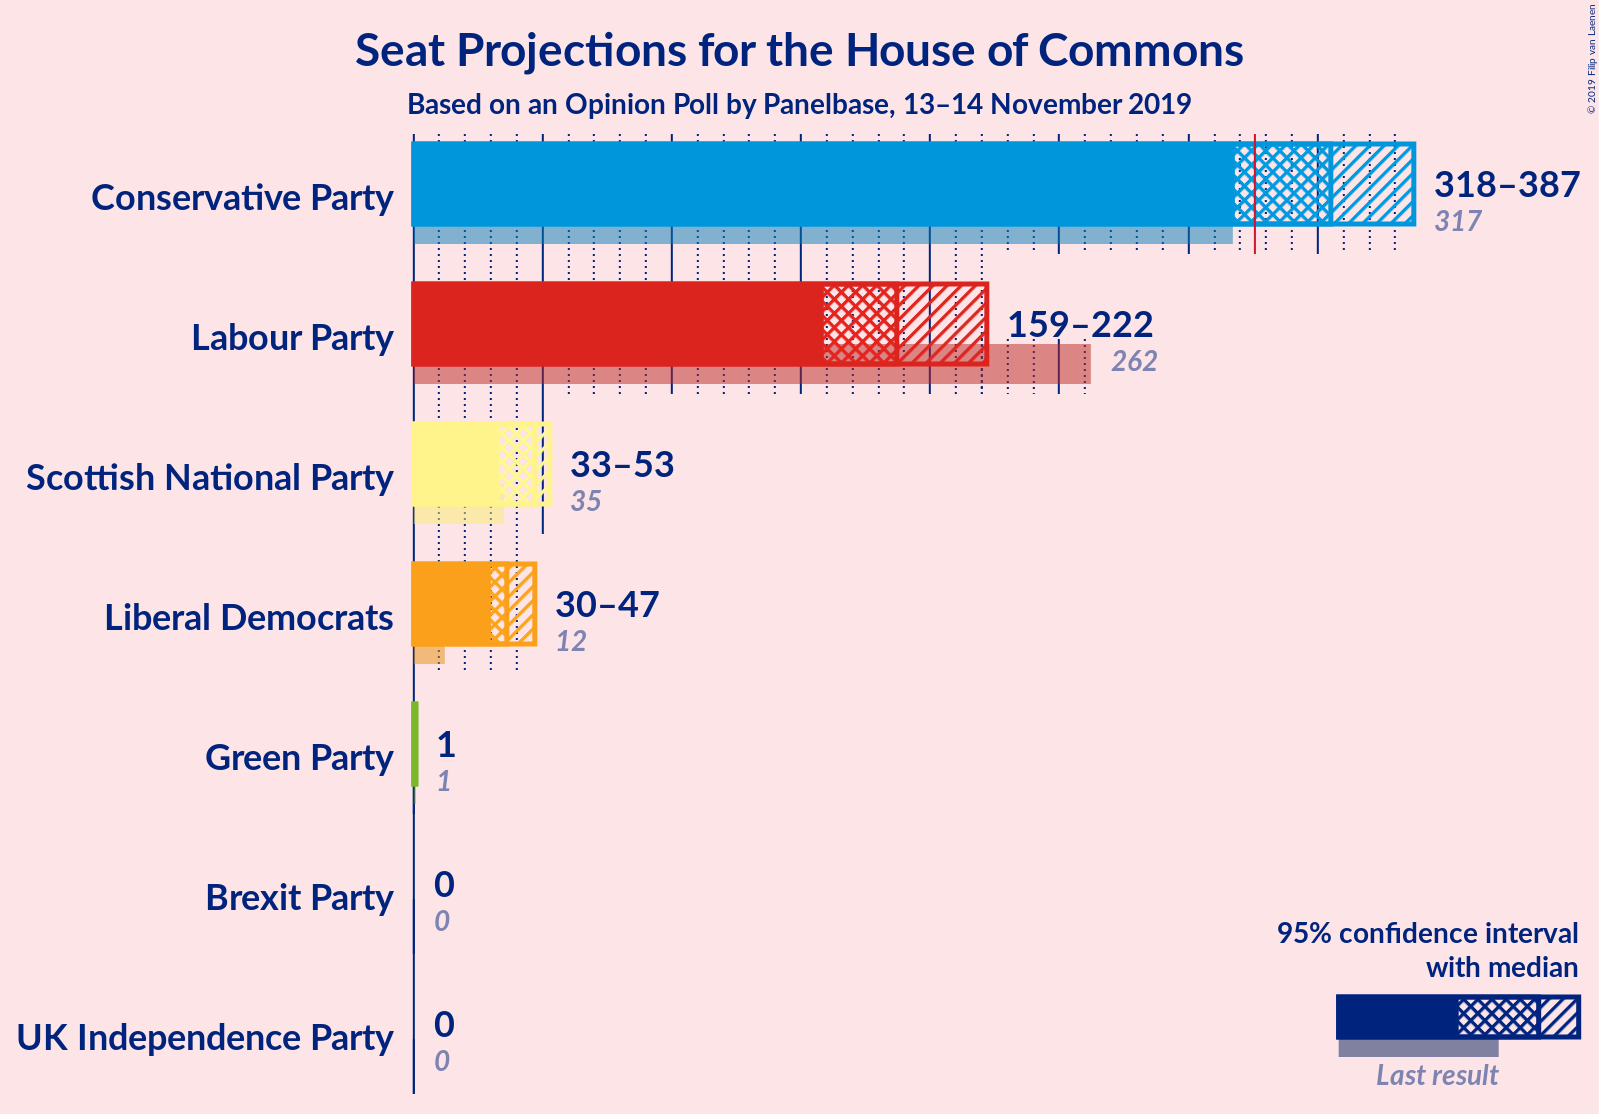 Seat Projections for the House of Commons
Based on an Opinion Poll by Panelbase, 13–14 November 2019
© 2019 Filip van Laenen
Conservative Party
318–387
317
Labour Party
159–222
262
Scottish National Party
33–53
35
Liberal Democrats
30–47
12
Green Party
1
1
Brexit Party
0
0
UK Independence Party
0
0
95% confidence interval
with median
Last result